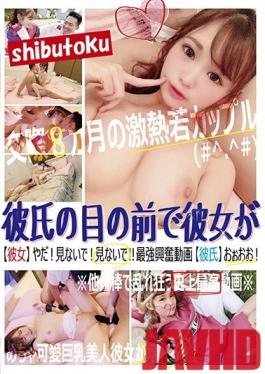 shibutoku
交際8カ月の激熱若カップル
(#^.^#)
彼氏の目の前で彼女が
【彼女】やだ！見ないで！見ないで！！最強興奮動画【彼氏】おぉおお！
※他人棒で乱れ狂う史上最高動画※
めちゃ可愛巨乳美人彼女が
JAVHD